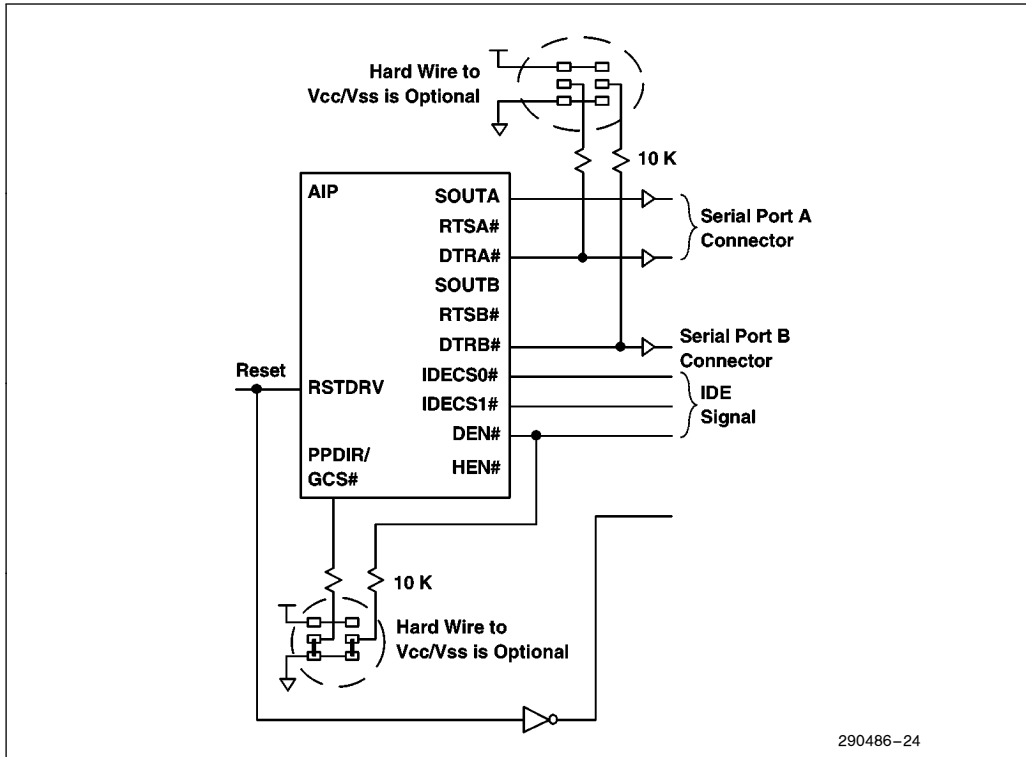 Hard Wire to
Vcc/Vss is Optional
10 K
AIP
SOUTA
RTSA#
DTRA#
SOUTB
RTSB#
DTRB#
IDECS0#
IDECS1#
DEN#
HEN#
Serial Port A
Connector
Serial Port B
Connector
IDE
Signal
Reset
RSTDRV
PPDIR/
GCS#
10 K
Hard Wire to
Vcc/Vss is Optional
290486–24